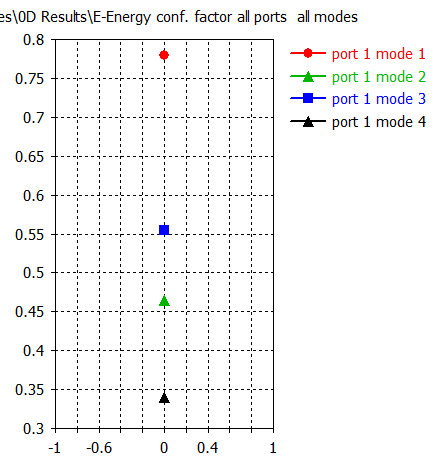 es\0D Results\E-Energy conf. factor all ports  all modes
0.8
0.75
0.7
0.65
0.6
0.55
0.5
0.45
0.4
0.35
0.3
-1 -0.6 0 0.4 1
port 1 mode 1
port 1 mode 2
port 1 mode 3
port 1 mode 4